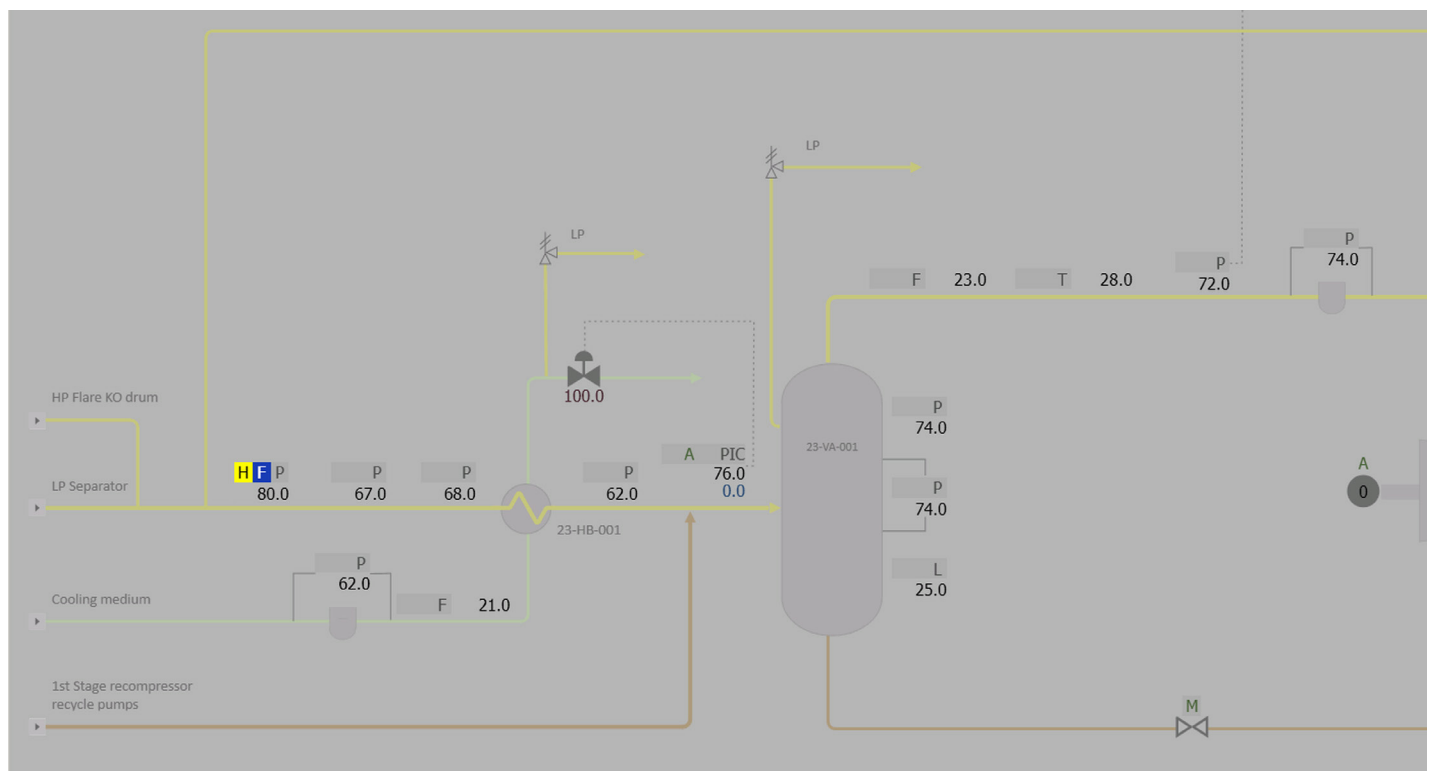 LP
LP
P
74.0
P
72.0
F 23.0 T 28.0
100.0
HP Flare KO drum
P
74.0
23-VA-001
A PIC
76.0
0.0
H F P
80.0
P
67.0
P
68.0
P
62.0
LP Separator
23-HB-001
P
74.0
A
0
L
25.0
P
62.0
Cooling medium
F 21.0
1st Stage recompressor
recycle pumps
M